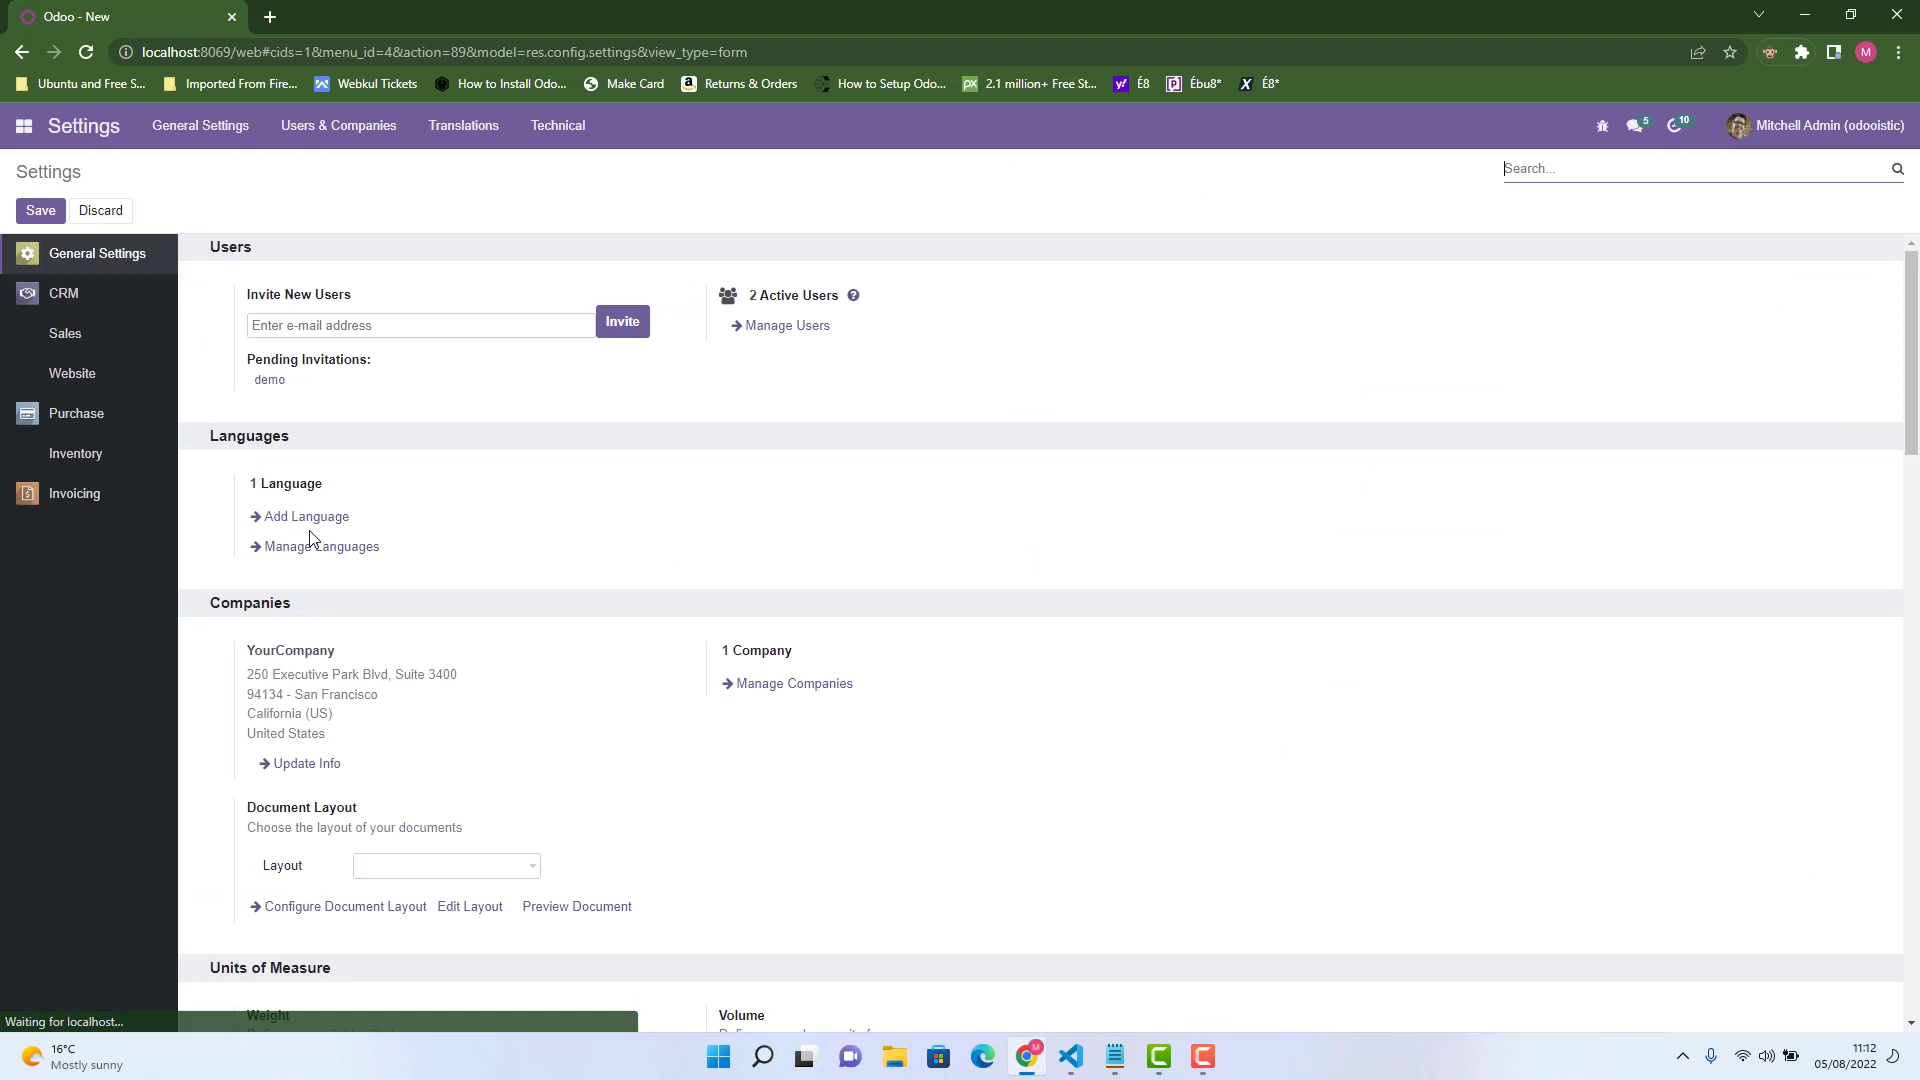 Odoo - New
localhost:8069/web#cids=1&menu_id=4&action=89&model=res.config.settings&view_type=form
M
Ubuntu and Free S...
Imported From Fire...
Webkul Tickets
How to Install Odo...
Make Card
Returns & Orders
How to Setup Odo...
2.1 million+ Free St...
É8
Ébu8*
É8*
Settings
General Settings
Users & Companies
Translations
Technical
5
10
Mitchell Admin (odooistic)
Settings
Search...
Save
Discard
General Settings
CRM
Sales
Website
Purchase
Inventory
Invoicing
Users
Invite New Users
Enter e-mail address
Invite
Pending Invitations:
demo
2 Active Users
Manage Users
Languages
1 Language
Add Language
Manage Languages
Companies
YourCompany
250 Executive Park Blvd, Suite 3400
94134 - San Francisco
California (US)
United States
Update Info
1 Company
Manage Companies
Document Layout
Choose the layout of your documents
Layout
Configure Document Layout
Edit Layout
Preview Document
Units of Measure
Weight
Volume
Waiting for localhost...
16°C
Mostly sunny
11:12
05/08/2022